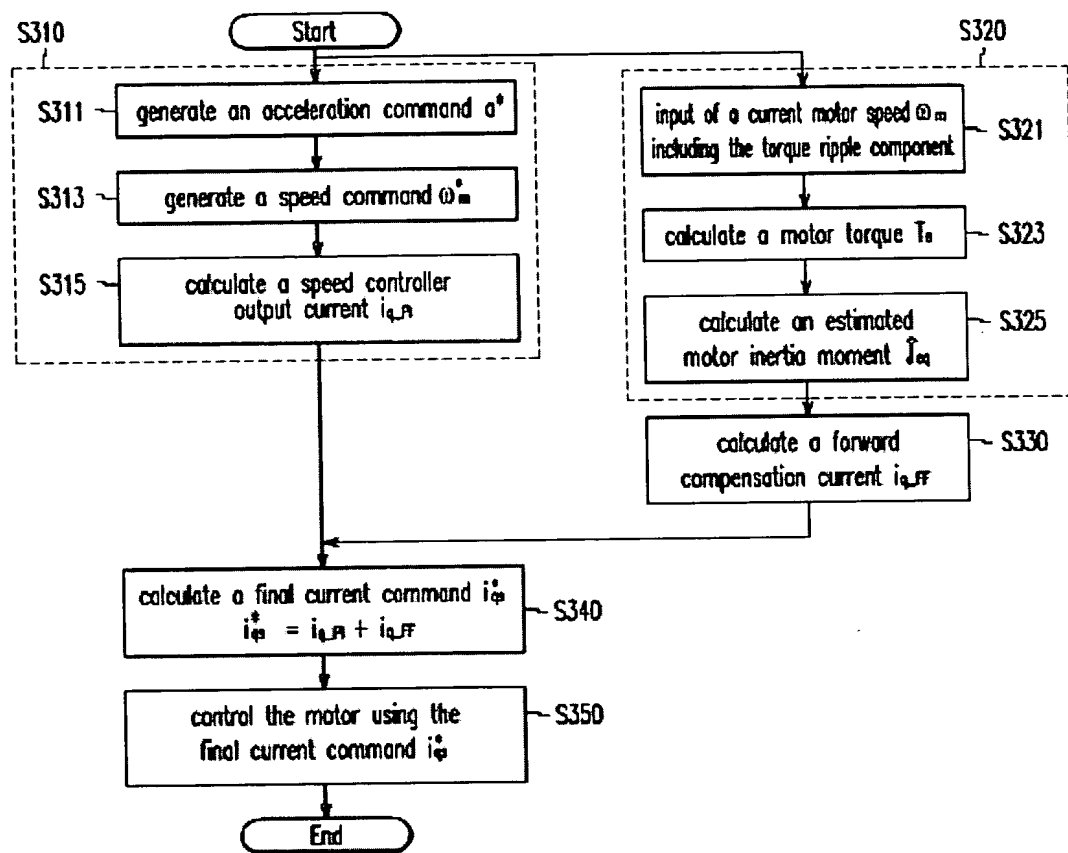 Start
S310
S320
S311
generate an acceleration command a*
S313
generate a speed command ω*m
S315
calculate a speed controller
output current iq_PI
input of a current motor speed ωm
including the torque ripple component
S321
calculate a motor torque Te
S323
calculate an estimated
motor inertia moment Ĵeq
S325
calculate a forward
compensation current iq_FF
S330
calculate a final current command i*qs
i*qs = iq_PI + iq_FF
S340
control the motor using the
final current command i*qs
S350
End